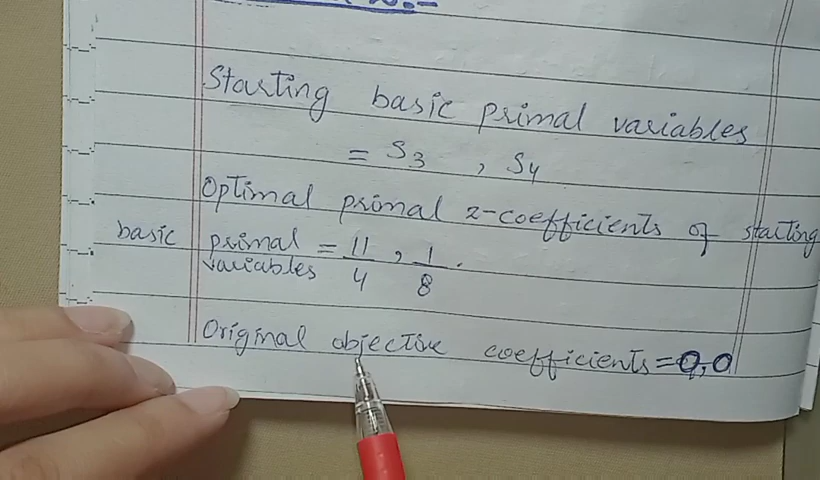 Starting basic primal variables
= S3 , S4
Optimal primal z-coefficients of starting
basic primal variables = 11/4 , 1/8 .
Original objective coefficients = 0,0